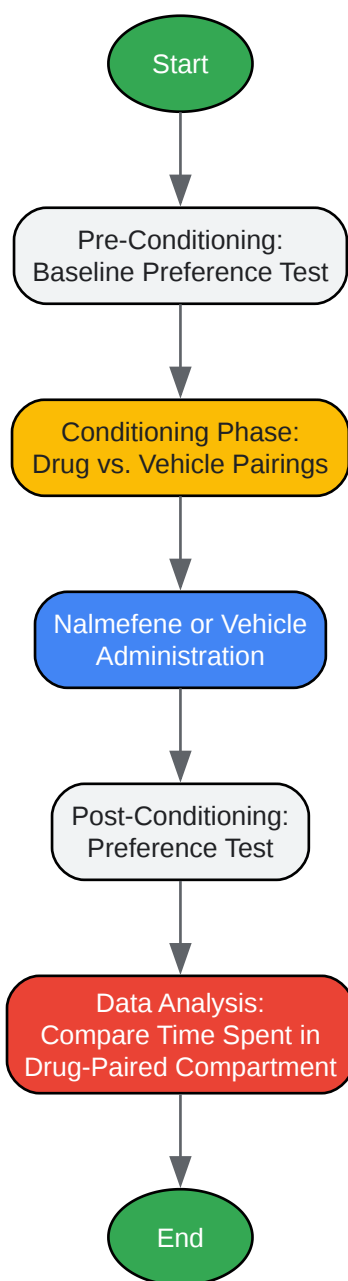 Start
Pre-Conditioning:
Baseline Preference Test
Conditioning Phase:
Drug vs. Vehicle Pairings
Nalmefene or Vehicle
Administration
Post-Conditioning:
Preference Test
Data Analysis:
Compare Time Spent in
Drug-Paired Compartment
End